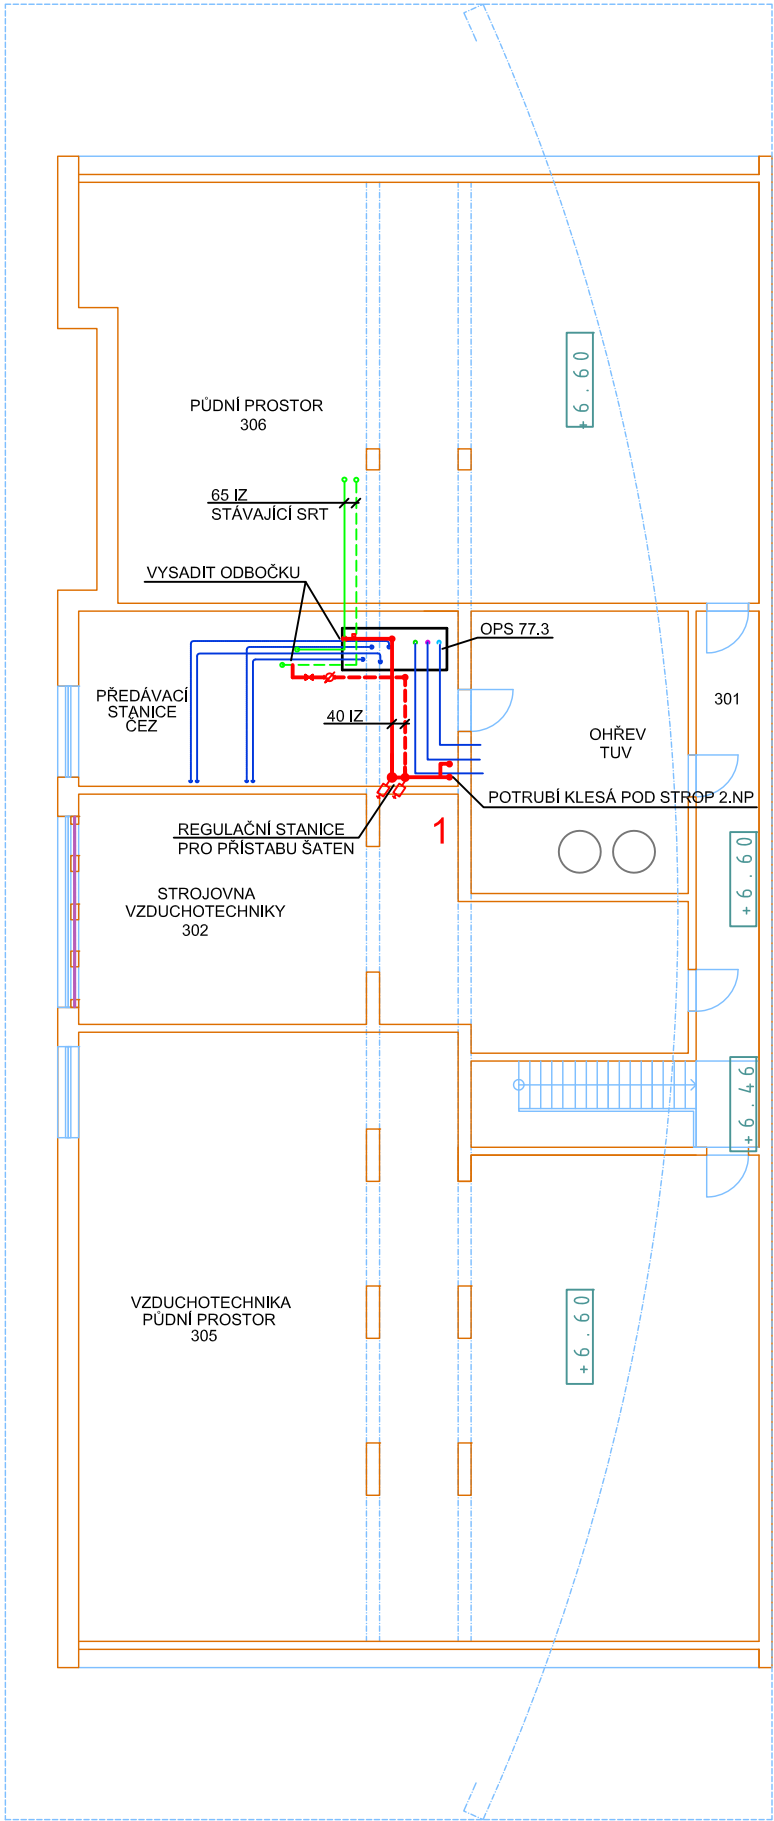 +6.60
PŮDNÍ PROSTOR
306
65 IZ
STÁVAJÍCÍ SRT
VYSADIT ODBOČKU
OPS 77.3
PŘEDÁVACÍ
STANICE
ČEZ
301
40 IZ
OHŘEV
TUV
POTRUBÍ KLESÁ POD STROP 2.NP
REGULAČNÍ STANICE
PRO PŘÍSTABU ŠATEN
1
+6.60
STROJOVNA
VZDUCHOTECHNIKY
302
+6.46
VZDUCHOTECHNIKA
PŮDNÍ PROSTOR
305
+6.60